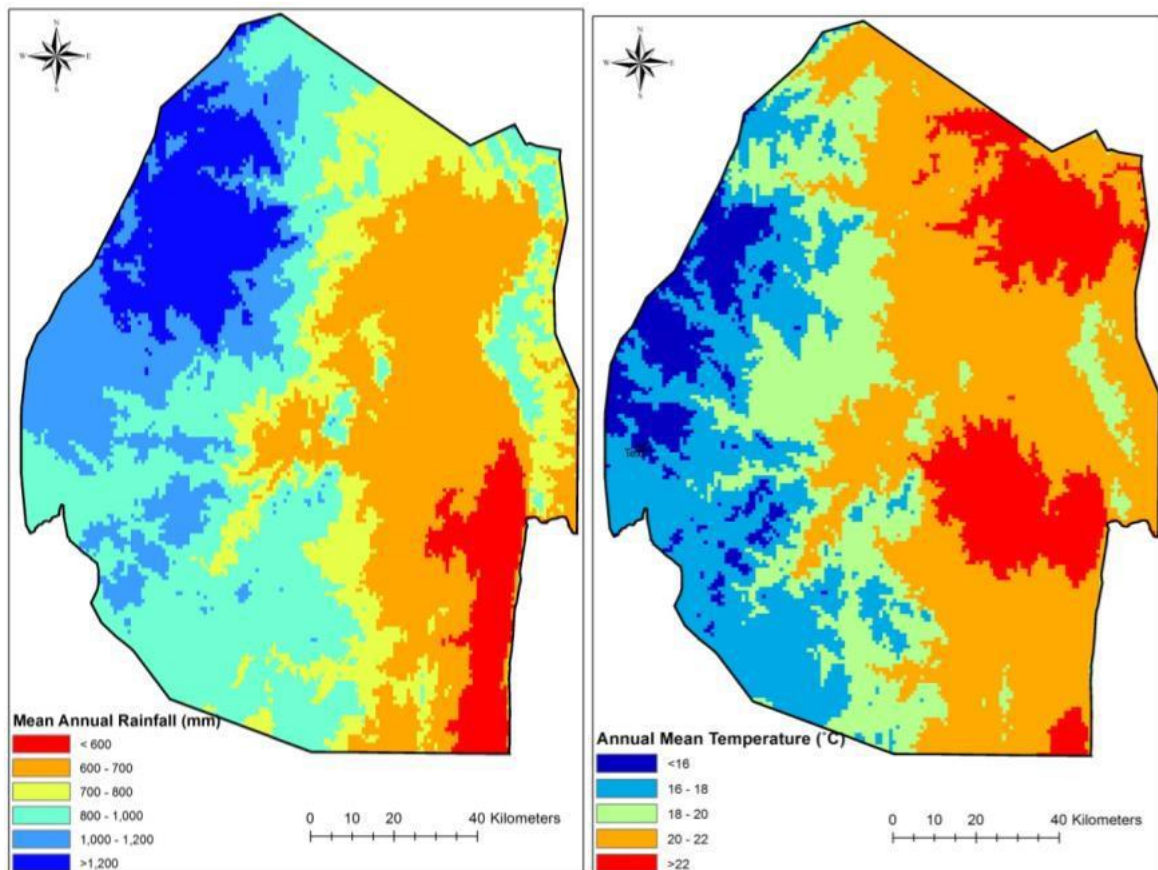 N
W E
S
Mean Annual Rainfall (mm)
< 600
600 - 700
700 - 800
800 - 1,000
1,000 - 1,200
>1,200
0 10 20 40 Kilometers
N
W E
S
Annual Mean Temperature (˚C)
<16
16 - 18
18 - 20
20 - 22
>22
0 10 20 40 Kilometers